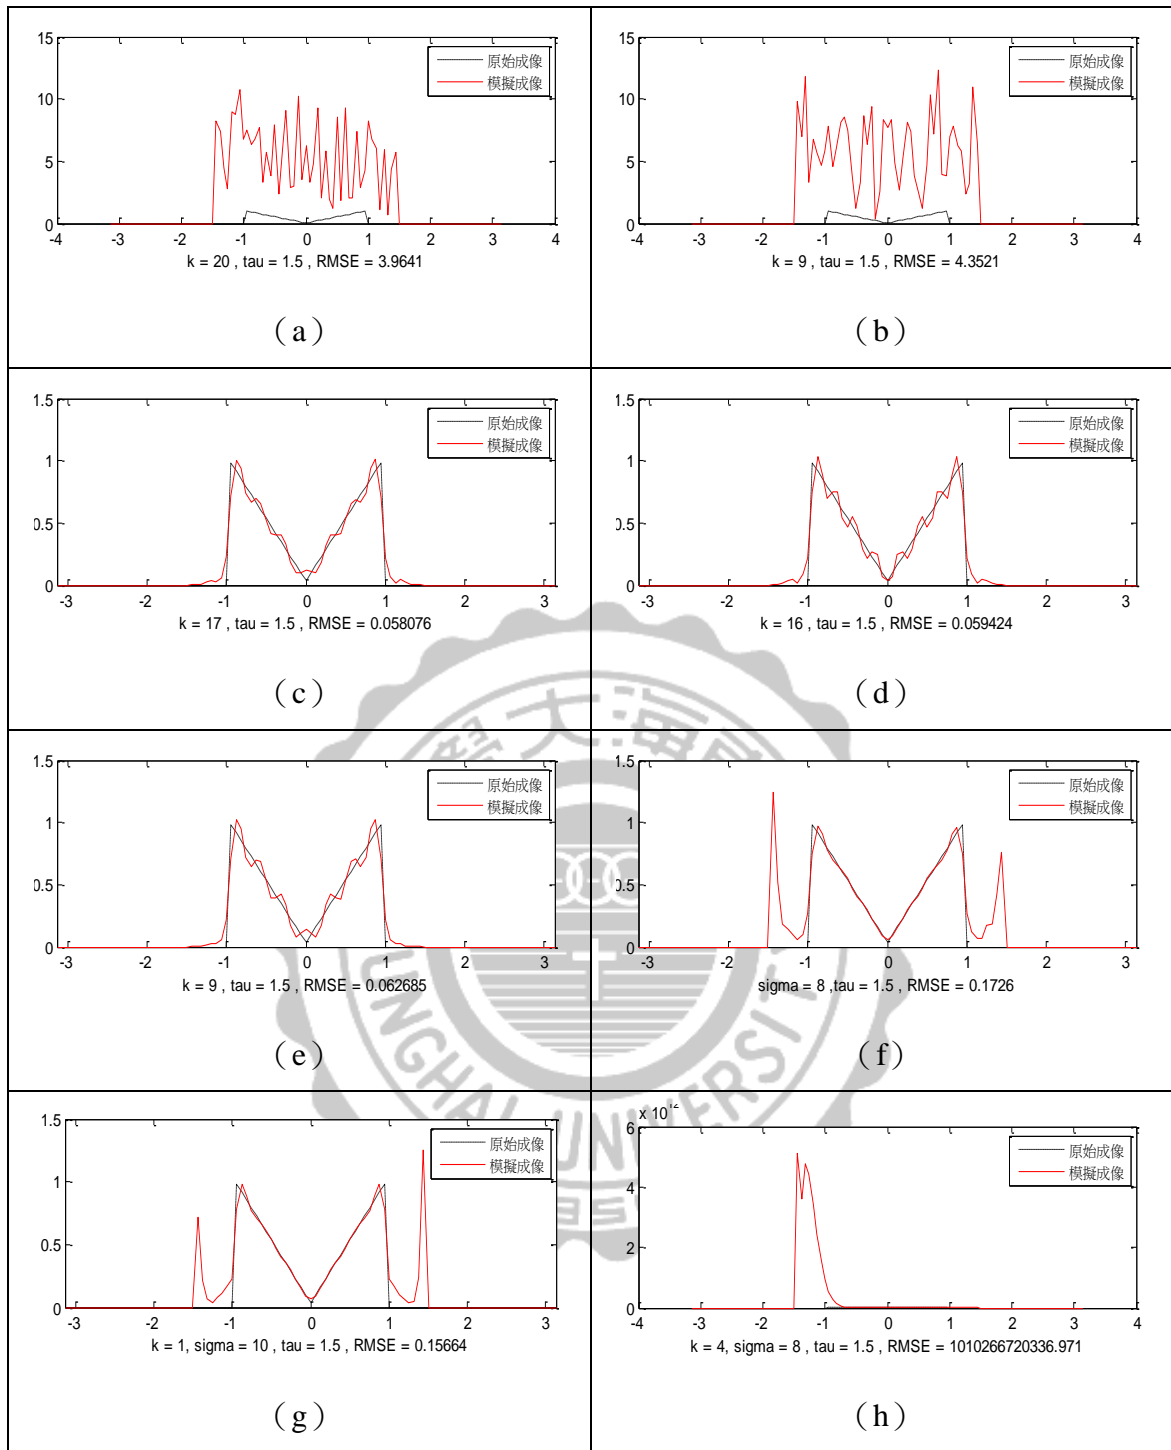 15
10
5
0
-4 -3 -2 -1 0 1 2 3 4
原始成像
模擬成像
k = 20 , tau = 1.5 , RMSE = 3.9641
(a)
15
10
5
0
-4 -3 -2 -1 0 1 2 3 4
原始成像
模擬成像
k = 9 , tau = 1.5 , RMSE = 4.3521
(b)
1.5
1
0.5
0
-3 -2 -1 0 1 2 3
原始成像
模擬成像
k = 17 , tau = 1.5 , RMSE = 0.058076
(c)
1.5
1
0.5
0
-3 -2 -1 0 1 2 3
原始成像
模擬成像
k = 16 , tau = 1.5 , RMSE = 0.059424
(d)
1.5
1
0.5
0
-3 -2 -1 0 1 2 3
原始成像
模擬成像
k = 9 , tau = 1.5 , RMSE = 0.062685
(e)
1.5
1
0.5
0
-3 -2 -1 0 1 2 3
原始成像
模擬成像
sigma = 8 ,tau = 1.5 , RMSE = 0.1726
(f)
1.5
1
0.5
0
-3 -2 -1 0 1 2 3
原始成像
模擬成像
k = 1, sigma = 10 , tau = 1.5 , RMSE = 0.15664
(g)
x 10^12
6
4
2
0
-4 -3 -2 -1 0 1 2 3 4
原始成像
模擬成像
k = 4, sigma = 8 , tau = 1.5 , RMSE = 1010266720336.971
(h)
UNGHAI UNIVERSIT